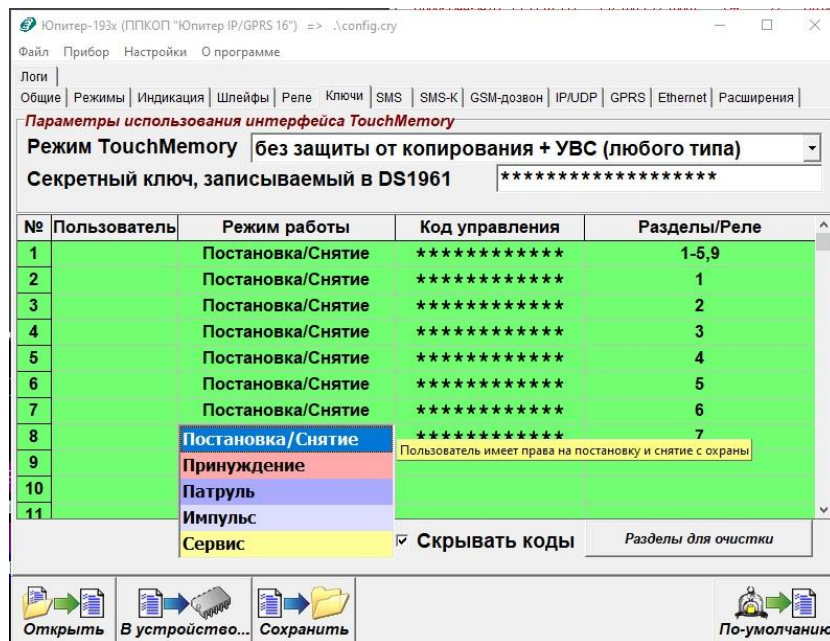 Юпитер-193x (ППКОП "Юпитер IP/GPRS 16") => .\config.cry
Файл Прибор Настройки О программе
Логи
Общие Режимы Индикация Шлейфы Реле Ключи SMS SMS-К GSM-дозвон IP/UDP GPRS Ethernet Расширения
Параметры использования интерфейса TouchMemory
Режим TouchMemory без защиты от копирования + УВС (любого типа)
Секретный ключ, записываемый в DS1961 *******************
№ Пользователь Режим работы Код управления Разделы/Реле
1 Постановка/Снятие ************ 1-5,9
2 Постановка/Снятие ************ 1
3 Постановка/Снятие ************ 2
4 Постановка/Снятие ************ 3
5 Постановка/Снятие ************ 4
6 Постановка/Снятие ************ 5
7 Постановка/Снятие ************ 6
8 Постановка/Снятие ************ 7
Пользователь имеет права на постановку и снятие с охраны
9 Принуждение
10 Патруль
11 Импульс
Сервис
Скрывать коды Разделы для очистки
Открыть В устройство... Сохранить По-умолчанию